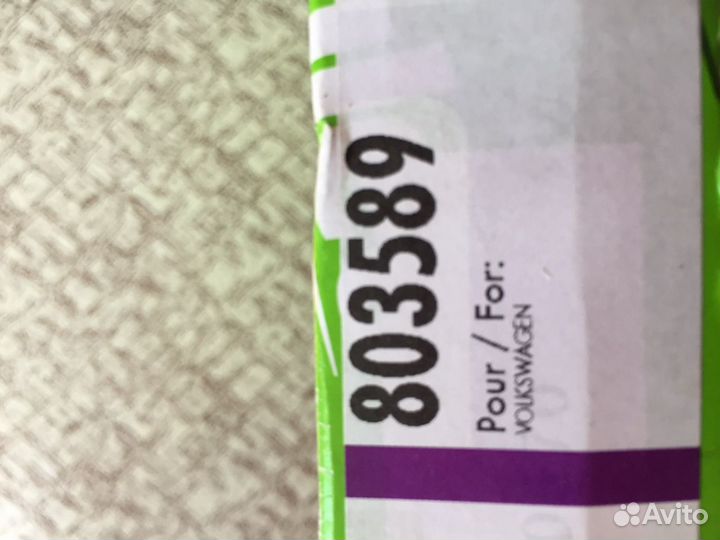 803589
Pour / For:
VOLKSWAGEN
Avito